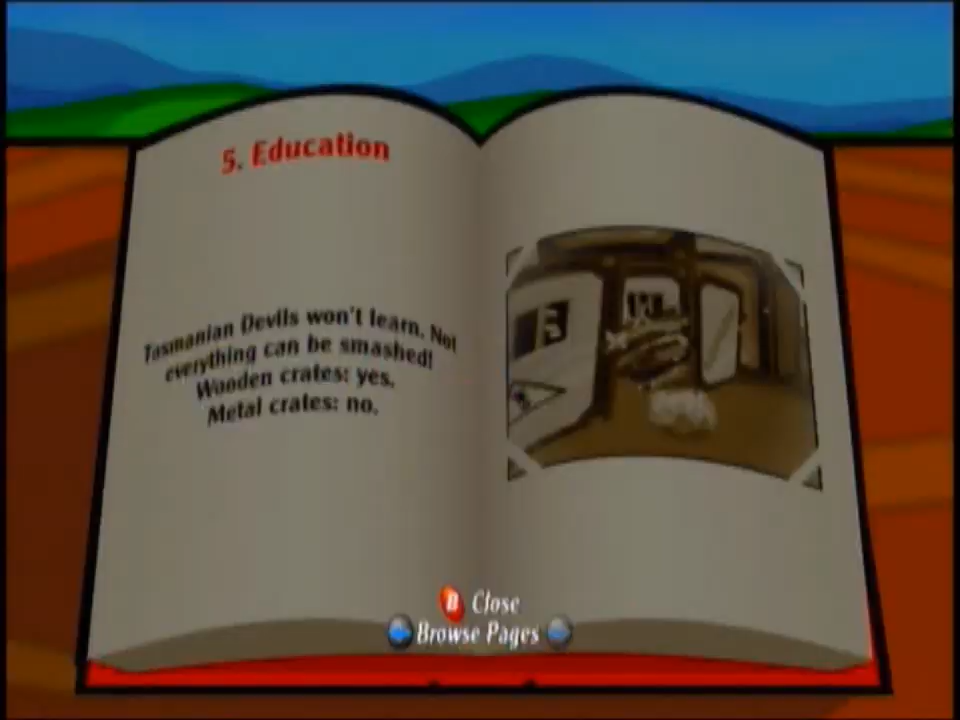 5. Education
Tasmanian Devils won't learn. Not
everything can be smashed!
Wooden crates: yes.
Metal crates: no.
B Close
Browse Pages